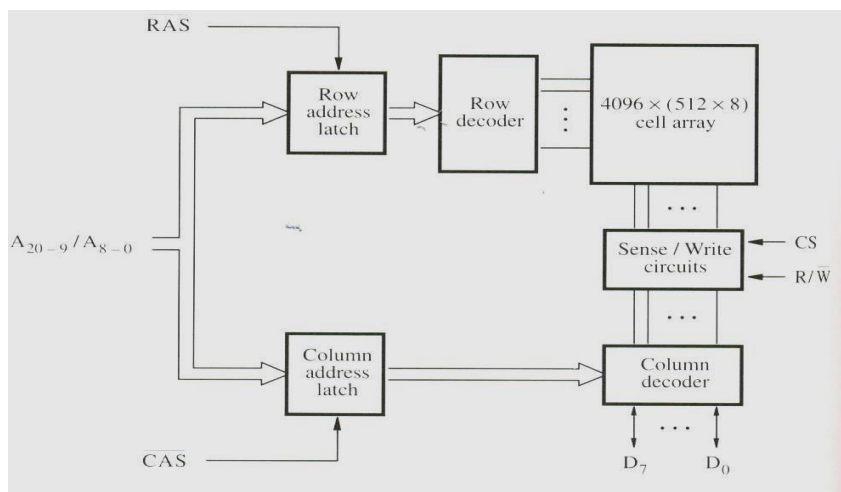 RAS
Row
address
latch
Row
decoder
4096 × (512 × 8)
cell array
A₂₀₋₉ / A₈₋₀
Sense / Write
circuits
CS
R/W̅
Column
address
latch
Column
decoder
CAS
D₇
D₀